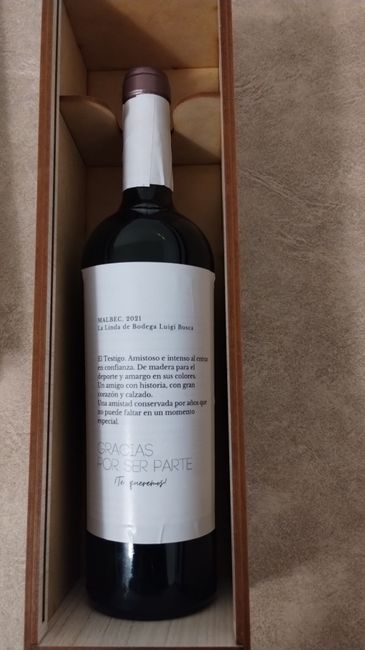 MALBEC, 2021
La Linda de Bodega Luigi Bosca
El Testigo. Amistoso e intenso al entrar
en confianza. De madera para el
deporte y amargo en sus colores.
Un amigo con historia, con gran
corazón y calzado.
Una amistad conservada por años que
no puede faltar en un momento
especial.
GRACIAS
POR SER PARTE
¡Te queremos!